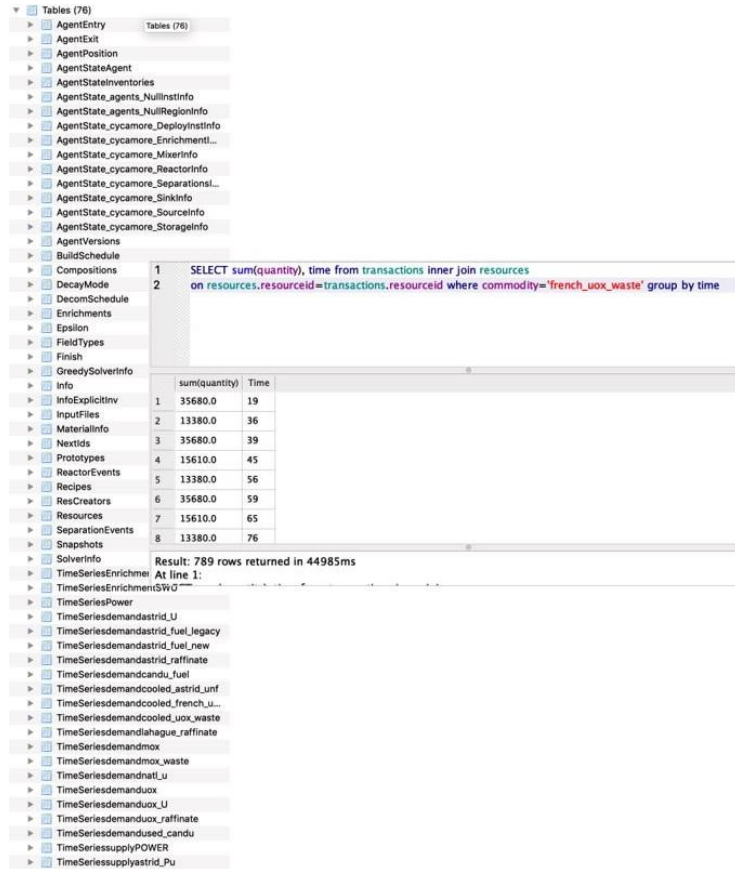 Tables (76)
AgentEntry
Tables (76)
AgentExit
AgentPosition
AgentStateAgent
AgentStateInventories
AgentState_agents_NullInstInfo
AgentState_agents_NullRegionInfo
AgentState_cycamore_DeployInstInfo
AgentState_cycamore_EnrichmentI...
AgentState_cycamore_MixerInfo
AgentState_cycamore_ReactorInfo
AgentState_cycamore_SeparationsI...
AgentState_cycamore_SinkInfo
AgentState_cycamore_SourceInfo
AgentState_cycamore_StorageInfo
AgentVersions
BuildSchedule
Compositions
DecayMode
DecomSchedule
Enrichments
Epsilon
FieldTypes
Finish
GreedySolverInfo
Info
InfoExplicitInv
InputFiles
MaterialInfo
NextIds
Prototypes
ReactorEvents
Recipes
ResCreators
Resources
SeparationEvents
Snapshots
SolverInfo
TimeSeriesEnrichmer
TimeSeriesEnrichmentSWU
TimeSeriesPower
TimeSeriesdemandastrid_U
TimeSeriesdemandastrid_fuel_legacy
TimeSeriesdemandastrid_fuel_new
TimeSeriesdemandastrid_raffinate
TimeSeriesdemandcandu_fuel
TimeSeriesdemandcooled_astrid_unf
TimeSeriesdemandcooled_french_u...
TimeSeriesdemandcooled_uox_waste
TimeSeriesdemandlahague_raffinate
TimeSeriesdemandmox
TimeSeriesdemandmox_waste
TimeSeriesdemandnatl_u
TimeSeriesdemanduox
TimeSeriesdemanduox_U
TimeSeriesdemanduox_raffinate
TimeSeriesdemandused_candu
TimeSeriessupplyPOWER
TimeSeriessupplyastrid_Pu
1 SELECT sum(quantity), time from transactions inner join resources
2 on resources.resourceid=transactions.resourceid where commodity='french_uox_waste' group by time
sum(quantity) Time
1 35680.0 19
2 13380.0 36
3 35680.0 39
4 15610.0 45
5 13380.0 56
6 35680.0 59
7 15610.0 65
8 13380.0 76
Result: 789 rows returned in 44985ms
At line 1: